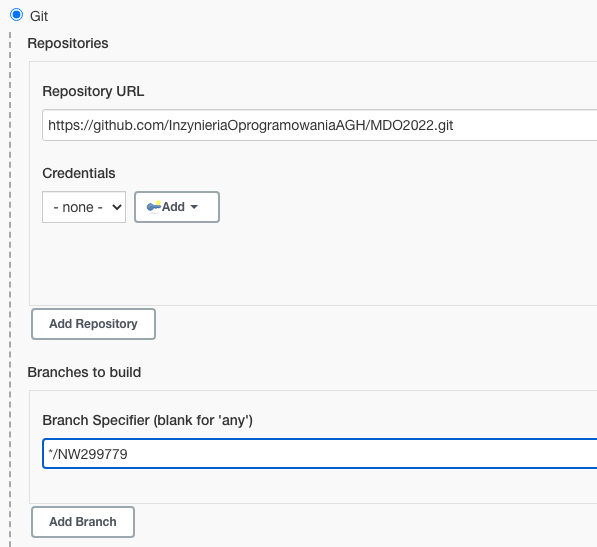 Git
Repositories
Repository URL
https://github.com/InzynieriaOprogramowaniaAGH/MDO2022.git
Credentials
- none -
Add
Add Repository
Branches to build
Branch Specifier (blank for 'any')
*/NW299779
Add Branch